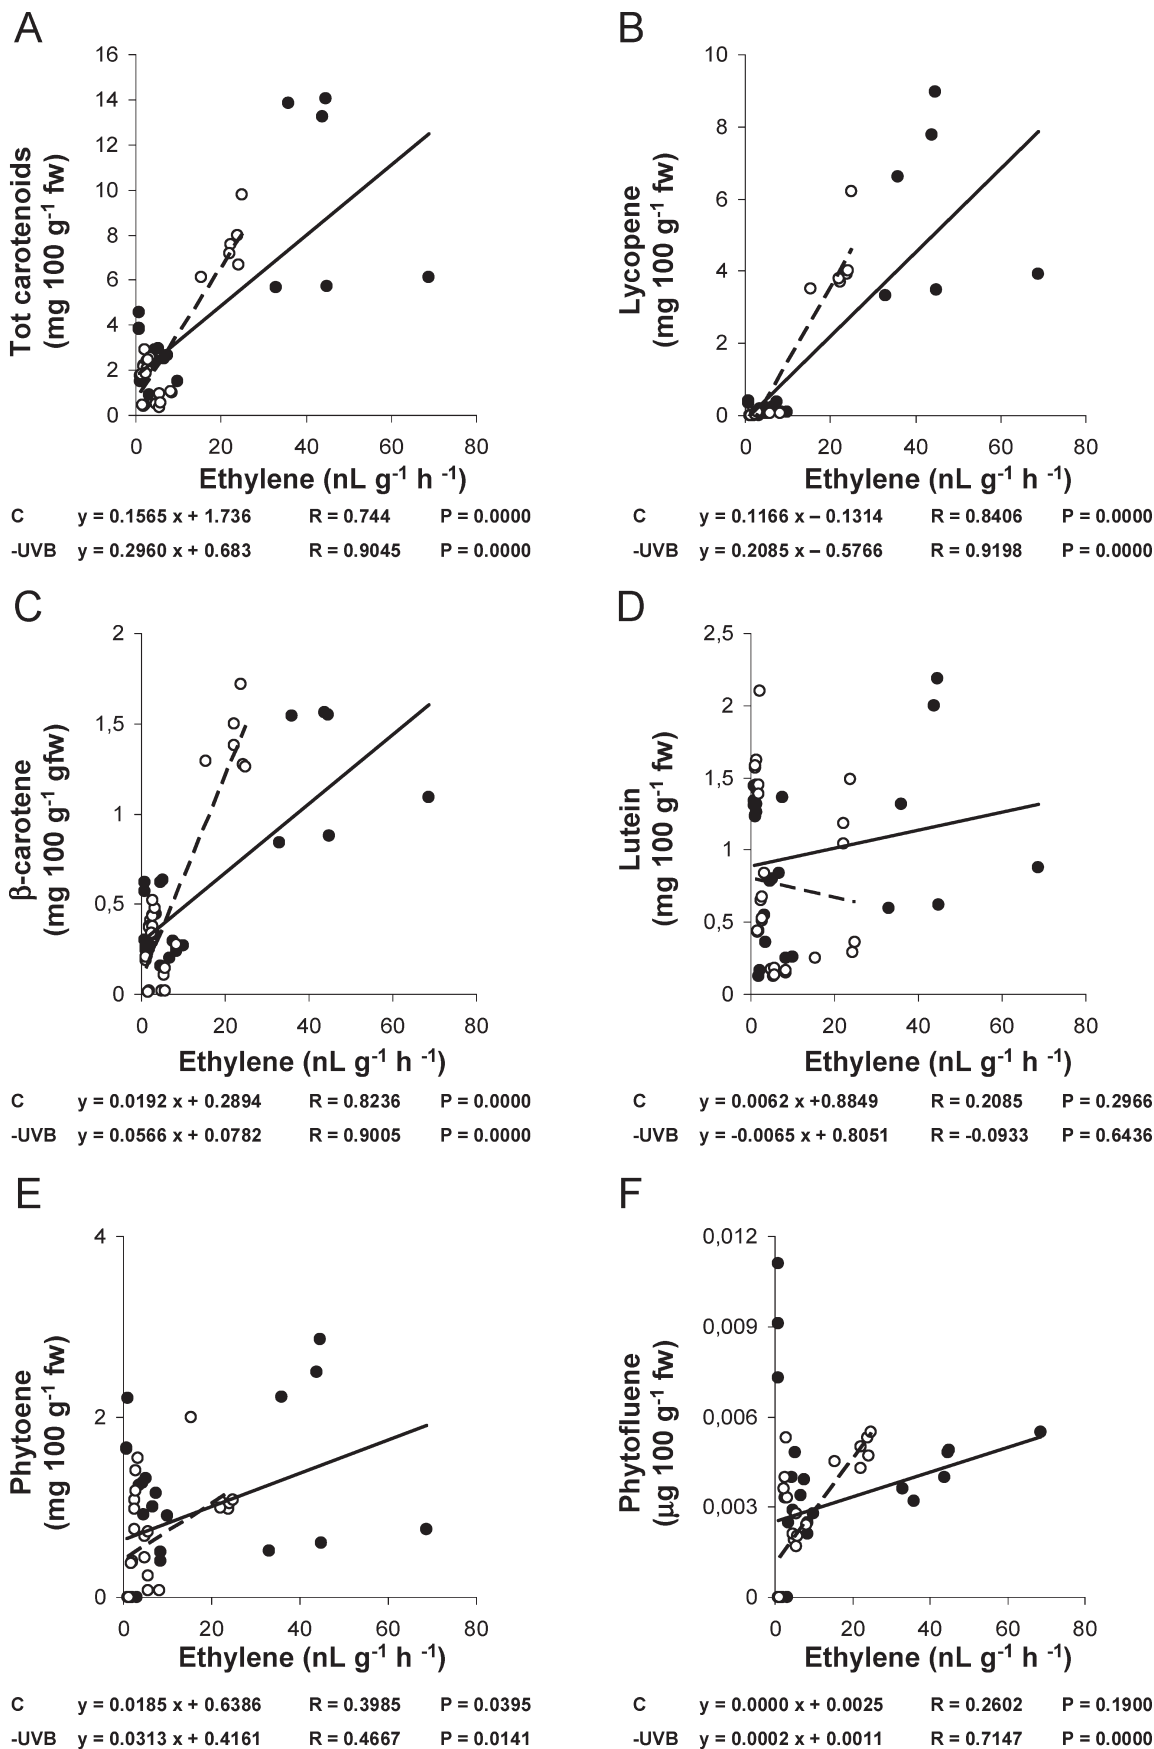 A
Tot carotenoids
(mg 100 g-1 fw)
16
14
12
10
8
6
4
2
0
0 20 40 60 80
Ethylene (nL g-1 h -1)
C y = 0.1565 x + 1.736 R = 0.744 P = 0.0000
-UVB y = 0.2960 x + 0.683 R = 0.9045 P = 0.0000
B
Lycopene
(mg 100 g-1 fw)
10
8
6
4
2
0
0 20 40 60 80
Ethylene (nL g-1 h -1)
C y = 0.1166 x – 0.1314 R = 0.8406 P = 0.0000
-UVB y = 0.2085 x – 0.5766 R = 0.9198 P = 0.0000
C
β-carotene
(mg 100 g-1 gfw)
2
1,5
1
0,5
0
0 20 40 60 80
Ethylene (nL g-1 h -1)
C y = 0.0192 x + 0.2894 R = 0.8236 P = 0.0000
-UVB y = 0.0566 x + 0.0782 R = 0.9005 P = 0.0000
D
Lutein
(mg 100 g-1 fw)
2,5
2
1,5
1
0,5
0
0 20 40 60 80
Ethylene (nL g-1 h -1)
C y = 0.0062 x +0.8849 R = 0.2085 P = 0.2966
-UVB y = -0.0065 x + 0.8051 R = -0.0933 P = 0.6436
E
Phytoene
(mg 100 g-1 fw)
4
2
0
0 20 40 60 80
Ethylene (nL g-1 h -1)
C y = 0.0185 x + 0.6386 R = 0.3985 P = 0.0395
-UVB y = 0.0313 x + 0.4161 R = 0.4667 P = 0.0141
F
Phytofluene
(µg 100 g-1 fw)
0,012
0,009
0,006
0,003
0
0 20 40 60 80
Ethylene (nL g-1 h -1)
C y = 0.0000 x + 0.0025 R = 0.2602 P = 0.1900
-UVB y = 0.0002 x + 0.0011 R = 0.7147 P = 0.0000